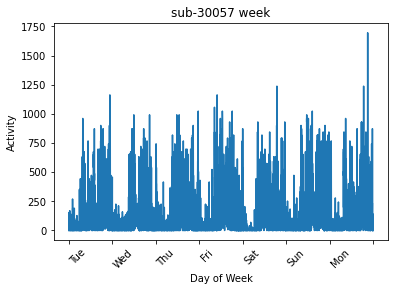 sub-30057 week
1750
1500
1250
1000
750
500
250
0
Activity
Tue
Wed
Thu
Fri
Sat
Sun
Mon
Day of Week